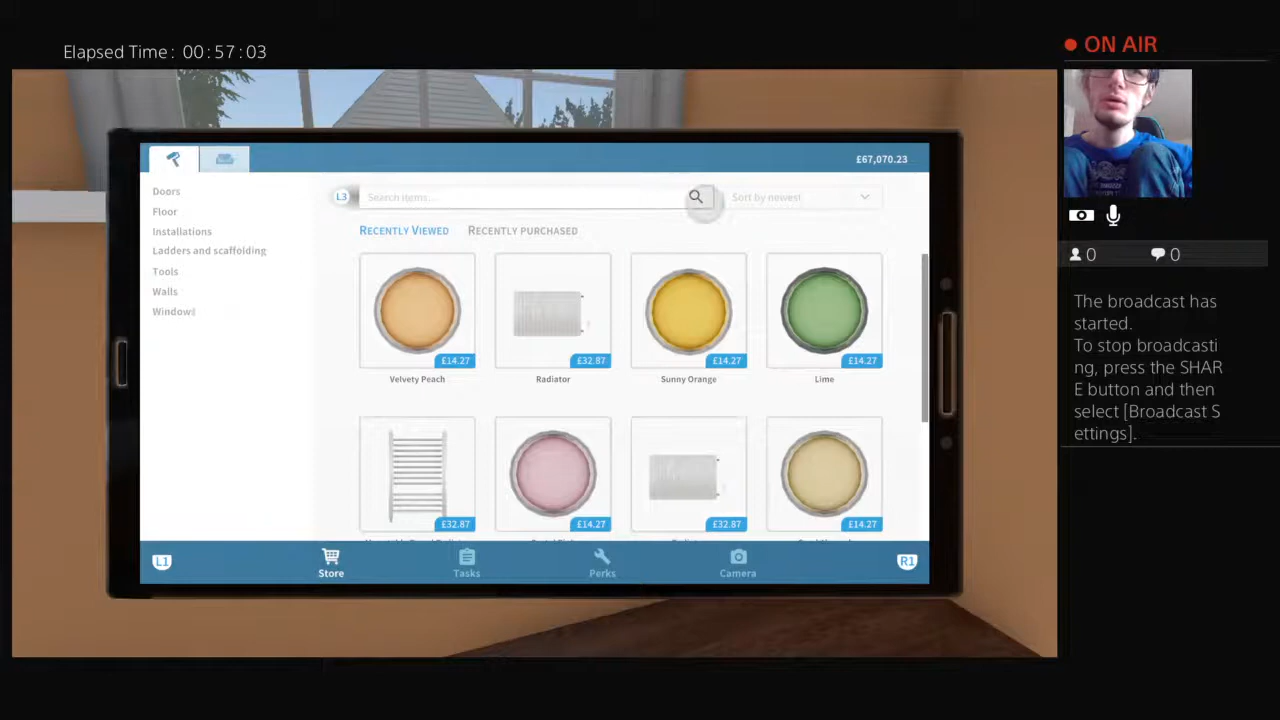 Elapsed Time: 00:57:03
ON AIR
£67,070.23
Doors
Floor
Installations
Ladders and scaffolding
Tools
Walls
Windows
L3
Search items...
Sort by newest
RECENTLY VIEWED
RECENTLY PURCHASED
£14.27
£32.87
£14.27
£14.27
Velvety Peach
Radiator
Sunny Orange
Lime
£32.87
£14.27
£32.87
£14.27
L1
Store
Tasks
Perks
Camera
R1
0
0
The broadcast has
started.
To stop broadcasti
ng, press the SHAR
E button and then
select [Broadcast S
ettings].